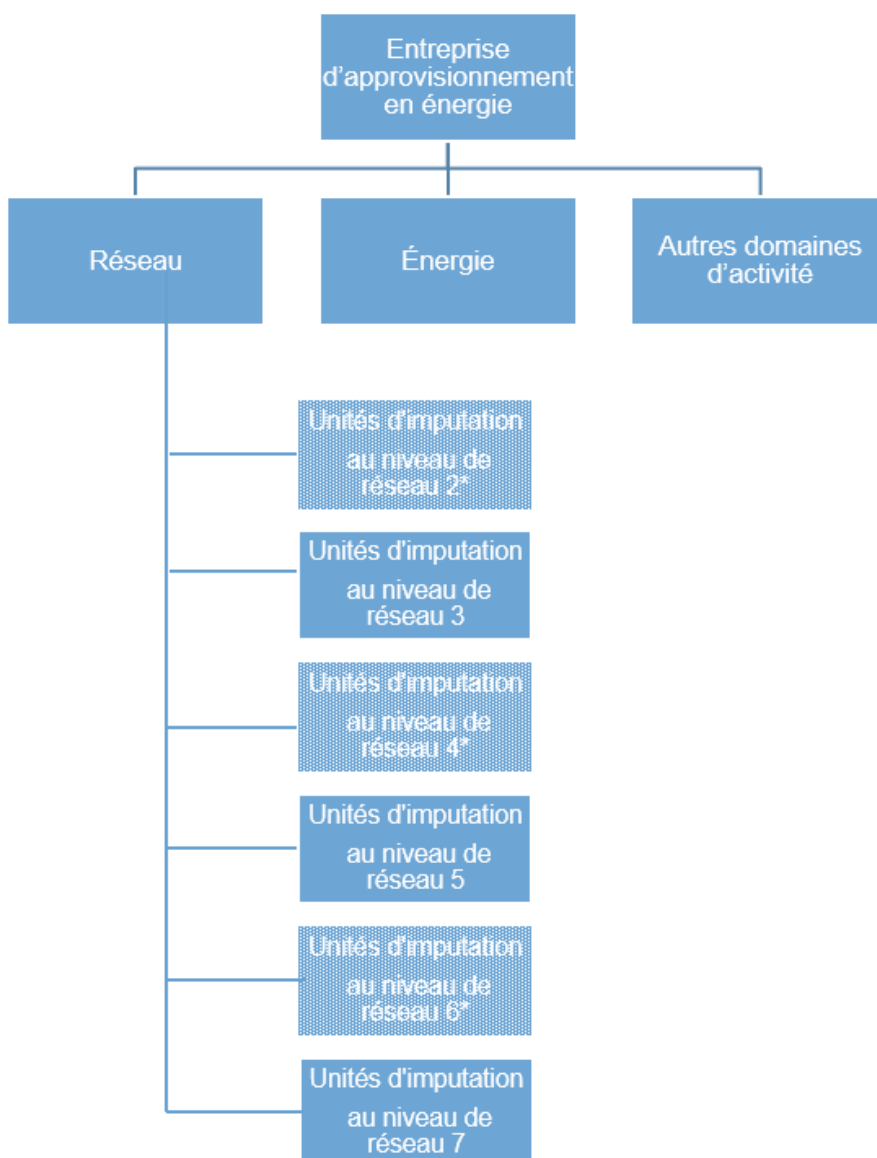 Entreprise
d'approvisionnement
en énergie
Réseau
Énergie
Autres domaines
d'activité
Unités d'imputation
au niveau de
réseau 2*
Unités d'imputation
au niveau de
réseau 3
Unités d'imputation
au niveau de
réseau 4*
Unités d'imputation
au niveau de
réseau 5
Unités d'imputation
au niveau de
réseau 6*
Unités d'imputation
au niveau de
réseau 7